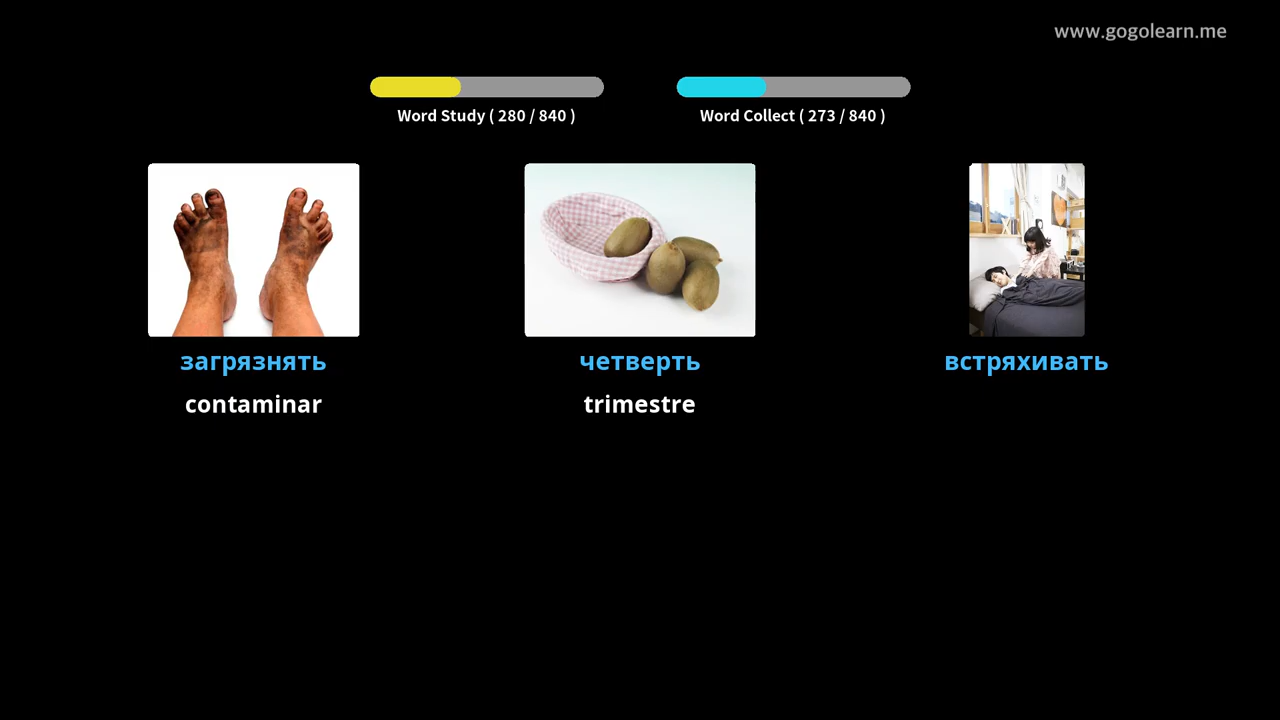 www.gogolearn.me
Word Study ( 280 / 840 )
Word Collect ( 273 / 840 )
загрязнять
четверть
встряхивать
contaminar
trimestre